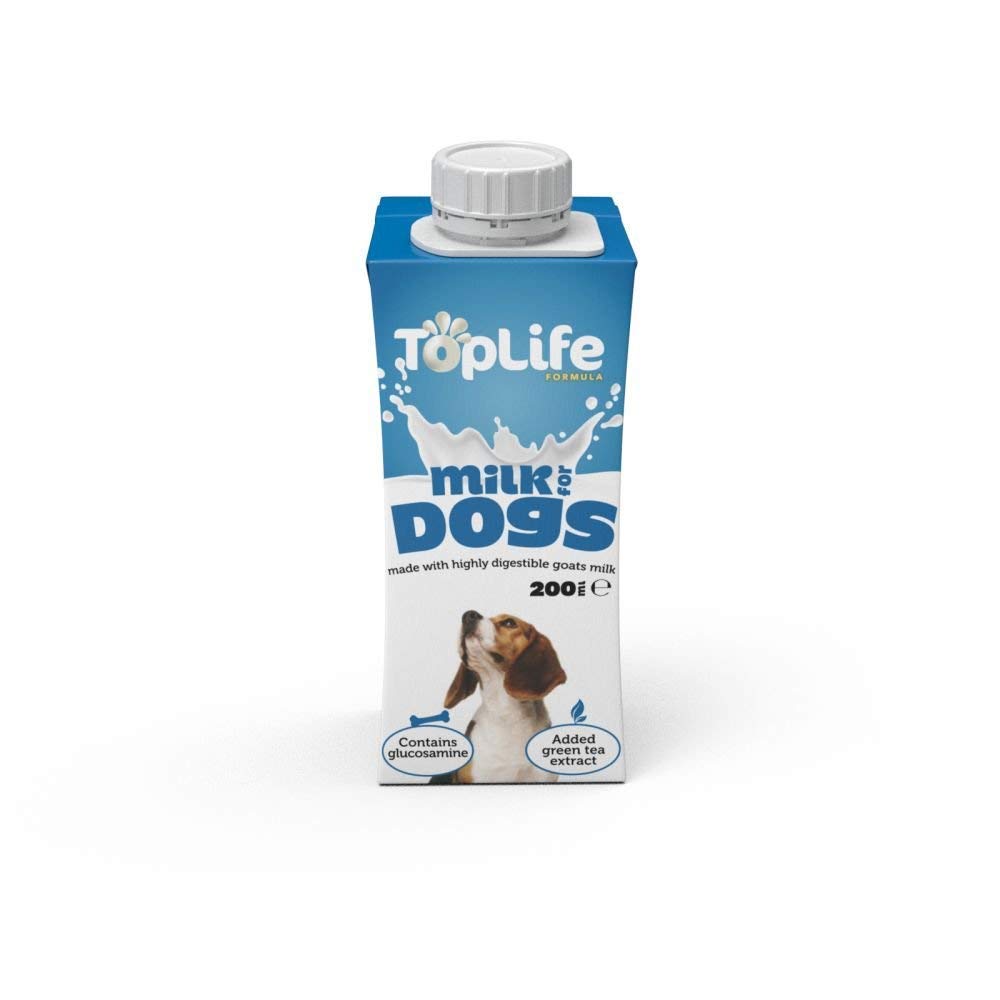 TopLife
FORMULA
milk for
DOgS
made with highly digestible goats milk
200ml ℮
Contains
glucosamine
Added
green tea
extract